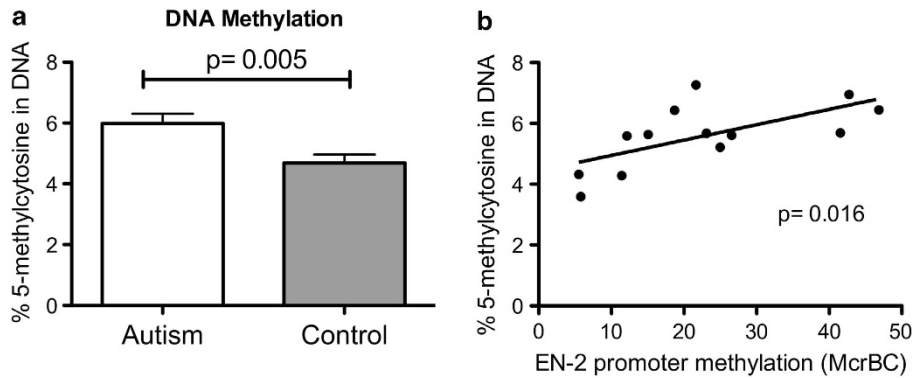 a
DNA Methylation
p= 0.005
% 5-methylcytosine in DNA
8
6
4
2
0
Autism Control
b
% 5-methylcytosine in DNA
8
6
4
2
0
p= 0.016
0 10 20 30 40 50
EN-2 promoter methylation (McrBC)